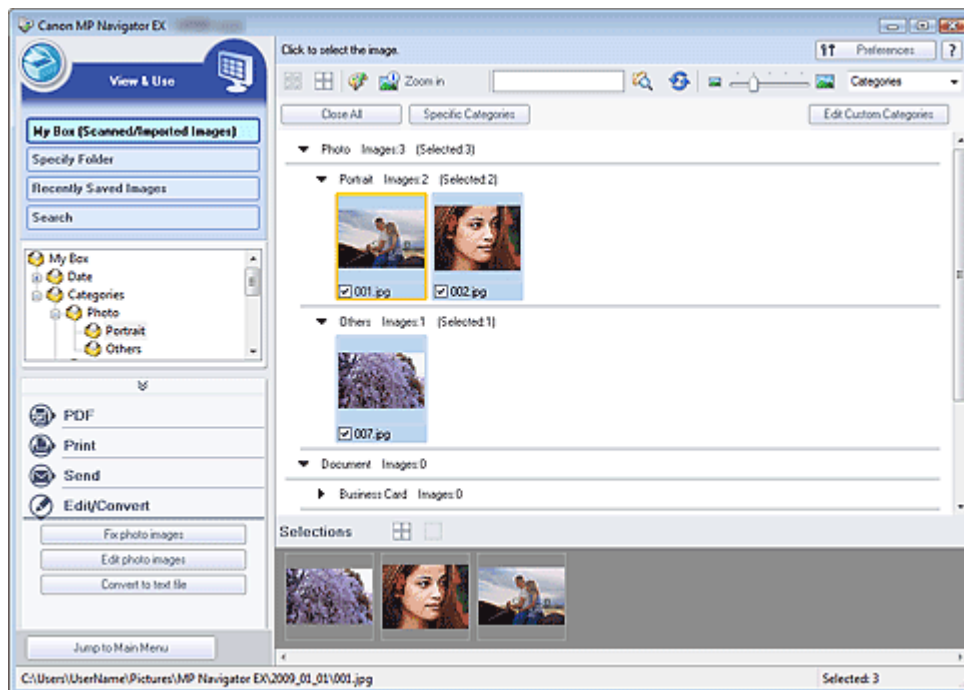 Canon MP Navigator EX
View & Use
My Box (Scanned/Imported Images)
Specify Folder
Recently Saved Images
Search
My Box
Date
Categories
Photo
Portrait
Others
PDF
Print
Send
Edit/Convert
Fix photo images
Edit photo images
Convert to text file
Jump to Main Menu
Click to select the image.
Preferences ?
Zoom in Categories
Close All Specific Categories Edit Custom Categories
Photo Images:3 (Selected:3)
Portrait Images:2 (Selected:2)
001.jpg 002.jpg
Others Images:1 (Selected:1)
007.jpg
Document Images:0
Business Card Images:0
Selections
C:\Users\UserName\Pictures\MP Navigator EX\2009_01_01\001.jpg Selected: 3